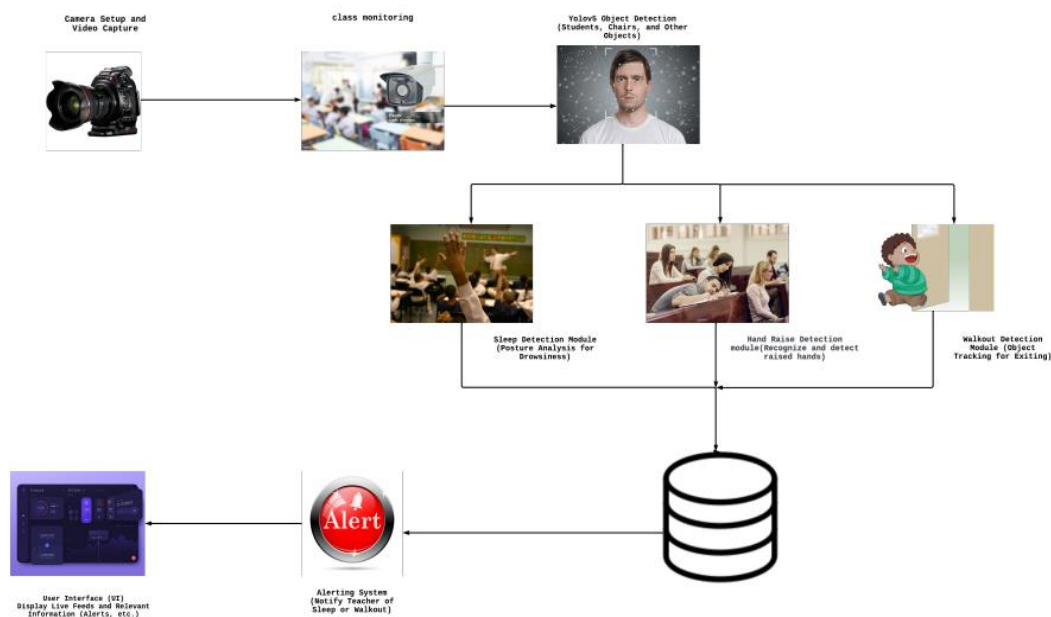 Camera Setup and
Video Capture
class monitoring
Yolov5 Object Detection
(Students, Chairs, and Other
Objects)
Sleep Detection Module
(Posture Analysis for
Drowsiness)
Hand Raise Detection
module(Recognize and detect
raised hands)
Walkout Detection
Module (Object
Tracking for Exiting)
Alert
User Interface (UI)
Display Live Feeds and Relevant
Information (Alerts, etc.)
Alerting System
(Notify Teacher of
Sleep or Walkout)